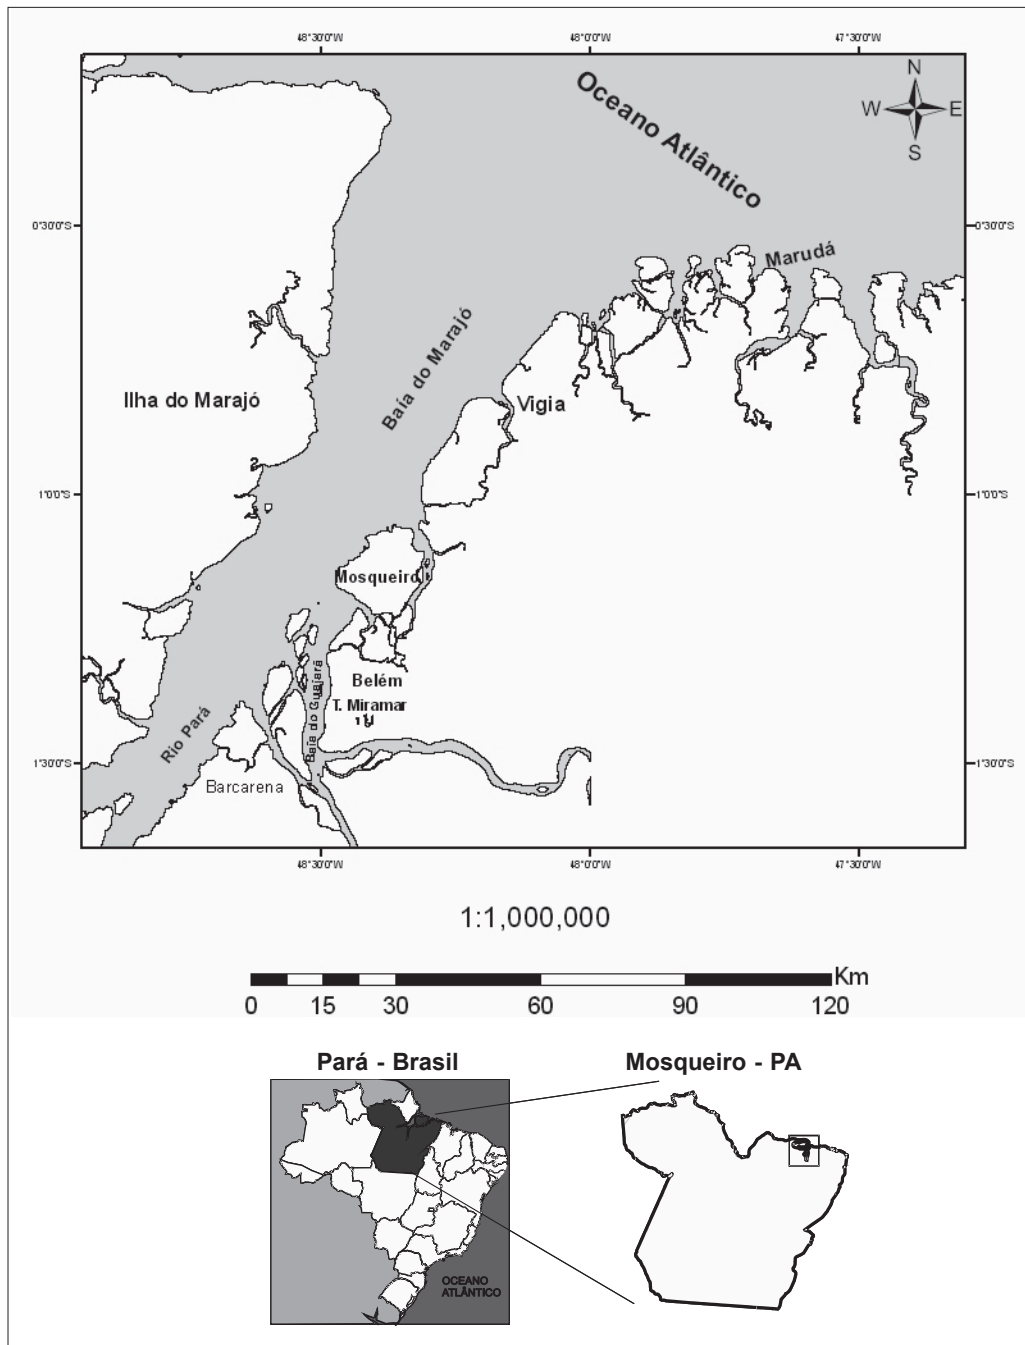 48°30'0"W 48°0'0"W 47°30'0"W
Oceano Atlântico
N
W E
S
0°30'0"S 0°30'0"S
Marudá
Baía do Marajó
Ilha do Marajó
Vigia
1°0'0"S 1°0'0"S
Mosqueiro
Baía do Guajará
Belém
T. Miramar
Rio Pará
1°30'0"S 1°30'0"S
Barcarena
48°30'0"W 48°0'0"W 47°30'0"W
1:1,000,000
Km
0 15 30 60 90 120
Pará - Brasil Mosqueiro - PA
OCEANO
ATLÂNTICO